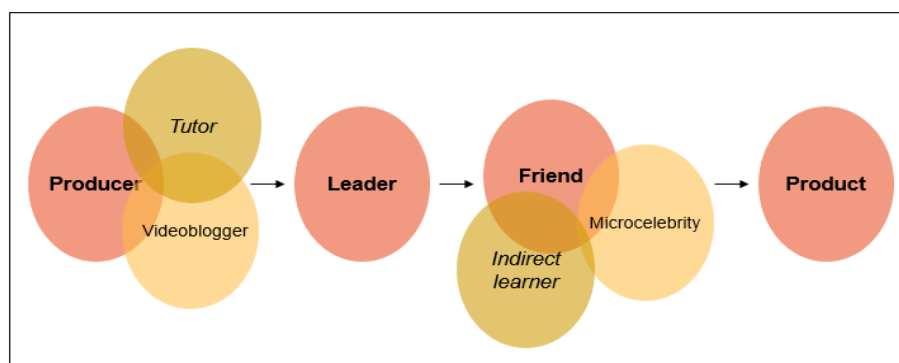 Tutor
Producer
Videoblogger
Leader
Friend
Microcelebrity
Indirect
learner
Product